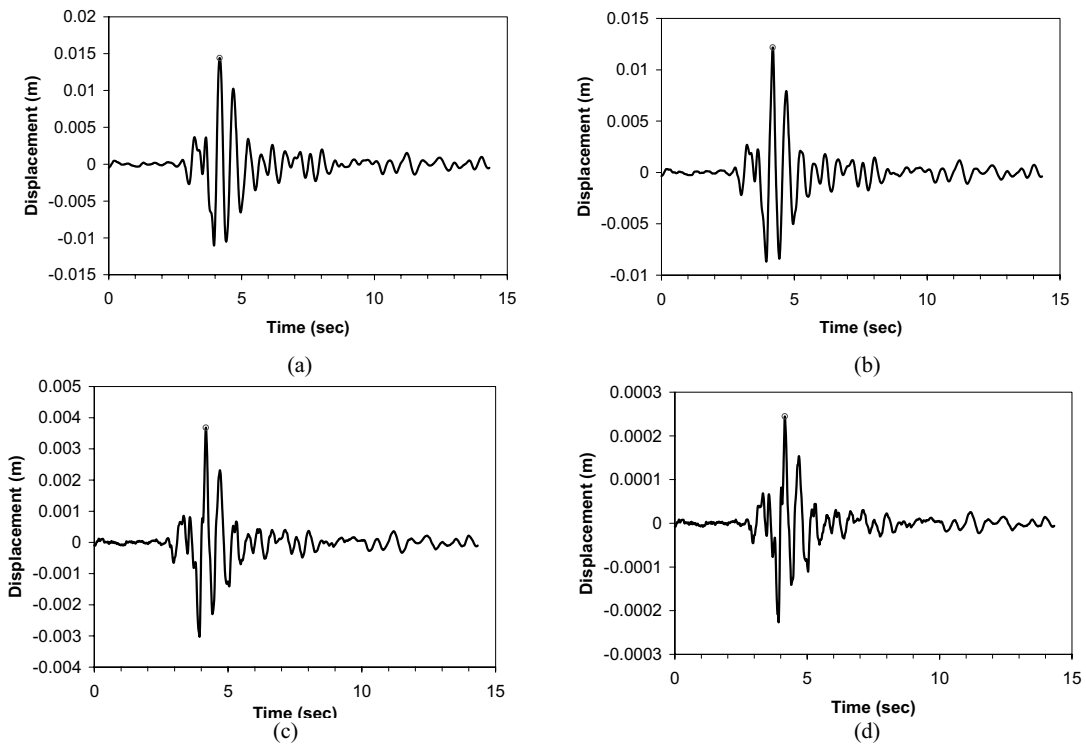 0.02
0.015
0.01
0.005
0
-0.005
-0.01
-0.015
0 5 10 15
Displacement (m)
Time (sec)
(a)
0.015
0.01
0.005
0
-0.005
-0.01
0 5 10 15
Displacement (m)
Time (sec)
(b)
0.005
0.004
0.003
0.002
0.001
0
-0.001
-0.002
-0.003
-0.004
0 5 10 15
Displacement (m)
Time (sec)
(c)
0.0003
0.0002
0.0001
0
-0.0001
-0.0002
-0.0003
0 5 10 15
Displacement (m)
Time (sec)
(d)